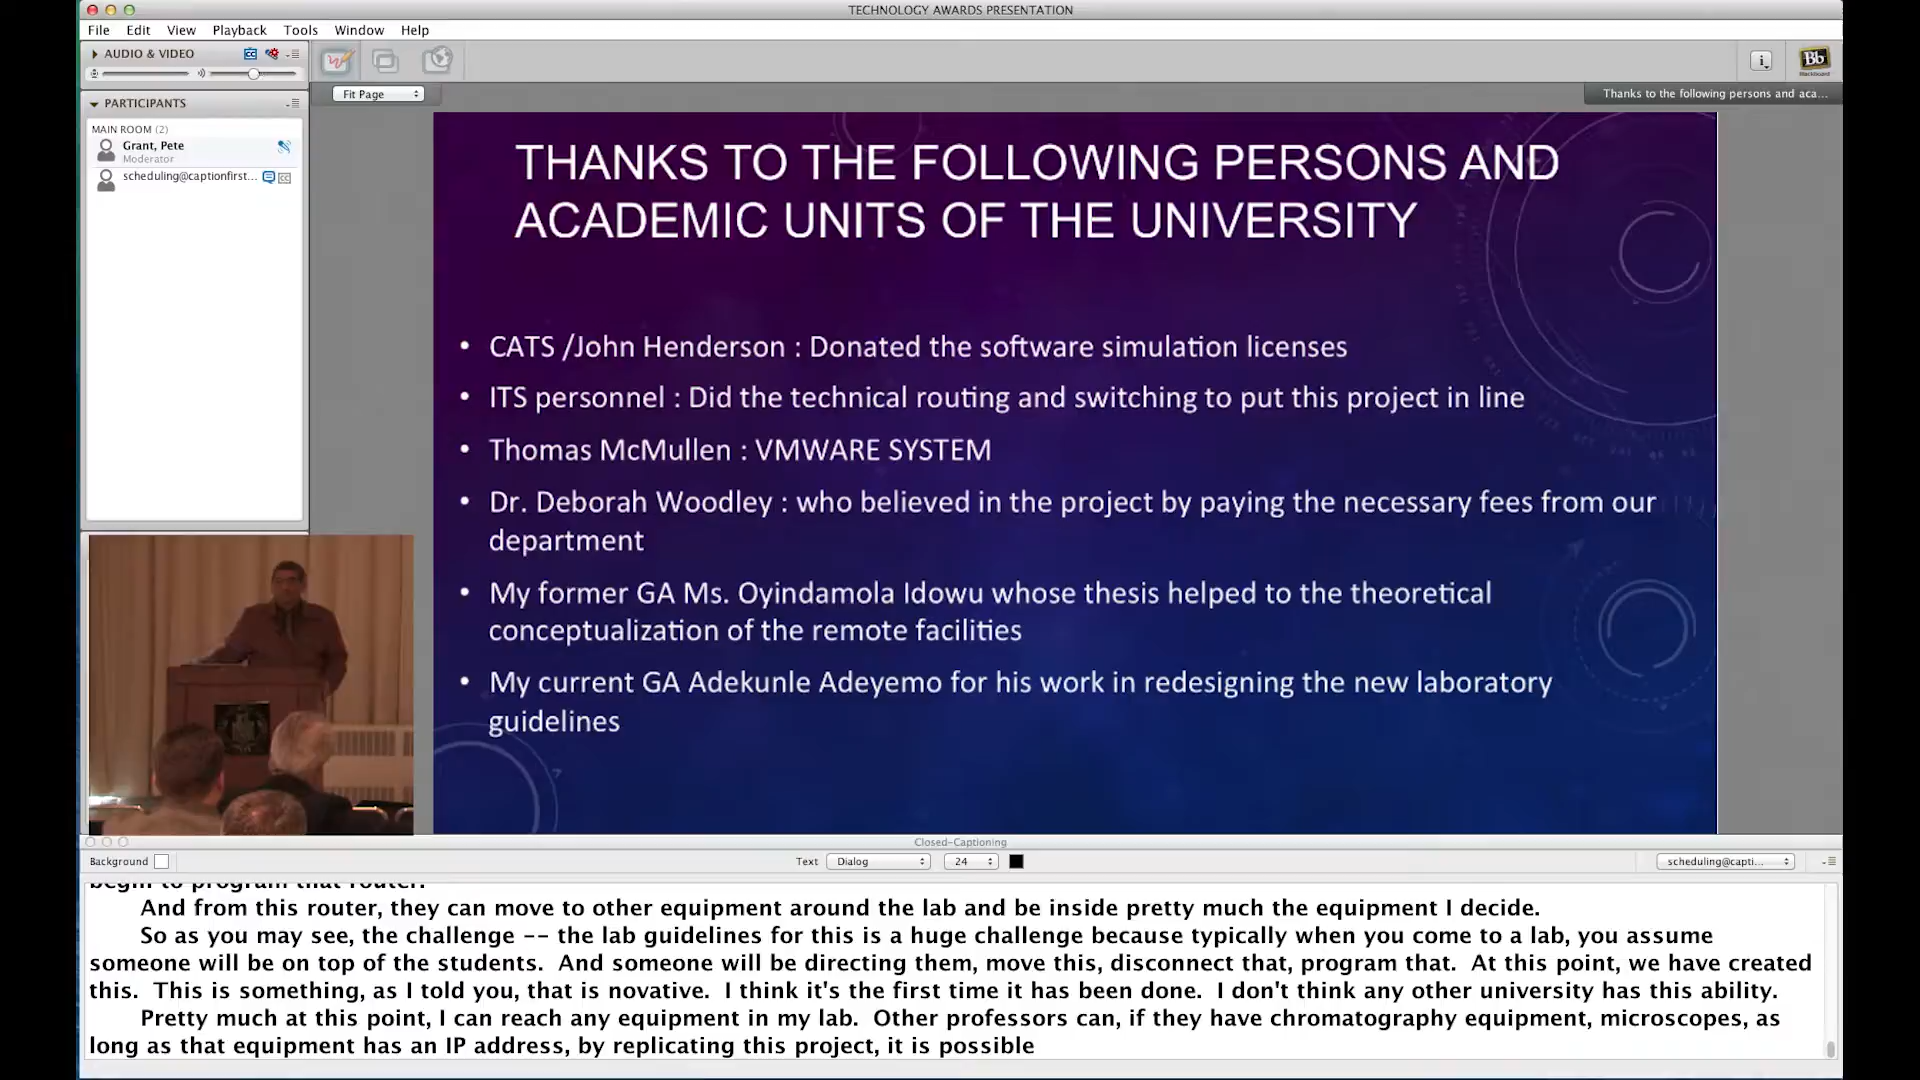 TECHNOLOGY AWARDS PRESENTATION
File Edit View Playback Tools Window Help
AUDIO & VIDEO
Fit Page
Thanks to the following persons and aca...
PARTICIPANTS
MAIN ROOM (2)
Grant, Pete
Moderator
scheduling@captionfirst...
Bb
Blackboard
THANKS TO THE FOLLOWING PERSONS AND
ACADEMIC UNITS OF THE UNIVERSITY
• CATS /John Henderson : Donated the software simulation licenses
• ITS personnel : Did the technical routing and switching to put this project in line
• Thomas McMullen : VMWARE SYSTEM
• Dr. Deborah Woodley : who believed in the project by paying the necessary fees from our
department
• My former GA Ms. Oyindamola Idowu whose thesis helped to the theoretical
conceptualization of the remote facilities
• My current GA Adekunle Adeyemo for his work in redesigning the new laboratory
guidelines
Closed-Captioning
Background Text Dialog 24 scheduling@capti...
begin to program that router.
And from this router, they can move to other equipment around the lab and be inside pretty much the equipment I decide.
So as you may see, the challenge -- the lab guidelines for this is a huge challenge because typically when you come to a lab, you assume
someone will be on top of the students. And someone will be directing them, move this, disconnect that, program that. At this point, we have created
this. This is something, as I told you, that is novative. I think it's the first time it has been done. I don't think any other university has this ability.
Pretty much at this point, I can reach any equipment in my lab. Other professors can, if they have chromatography equipment, microscopes, as
long as that equipment has an IP address, by replicating this project, it is possible